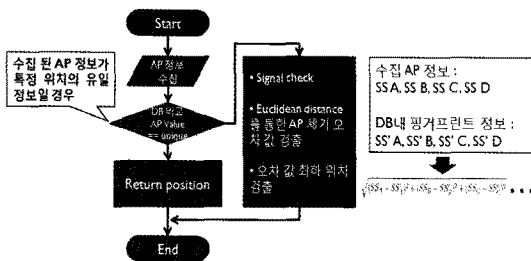 Start
수집 된 AP 정보가
특정 위치의 유일
정보일 경우
AP 정보
수집
DB 비교
AP Value
== unique
Return position
End
• Signal check
• Euclidean distance
를 통한 AP 세기 오
차 값 검출
• 오차 값 최하 위치
검출
수집 AP 정보 :
SS A, SS B, SS C, SS D
DB내 핑거프린트 정보 :
SS' A, SS' B, SS' C, SS' D